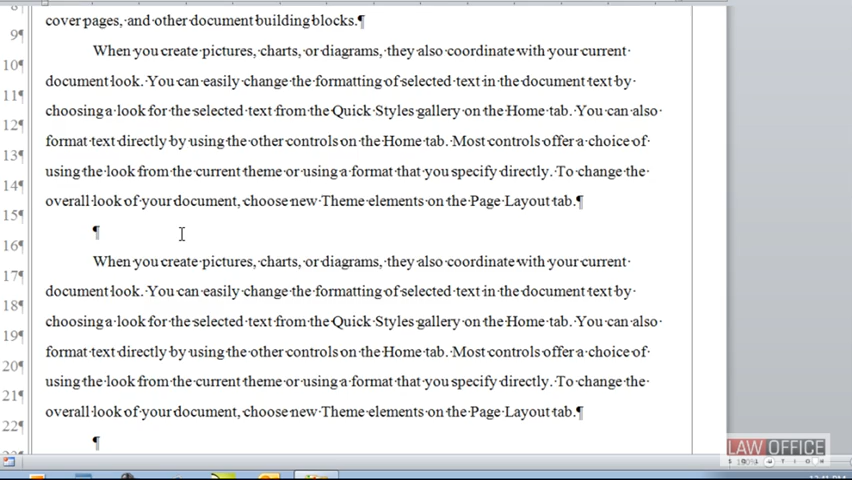 8
cover pages, and other document building blocks.¶
9
When you create pictures, charts, or diagrams, they also coordinate with your current
10
document look. You can easily change the formatting of selected text in the document text by
11
choosing a look for the selected text from the Quick Styles gallery on the Home tab. You can also
12
format text directly by using the other controls on the Home tab. Most controls offer a choice of
13
using the look from the current theme or using a format that you specify directly. To change the
14
overall look of your document, choose new Theme elements on the Page Layout tab.¶
15
¶
16
When you create pictures, charts, or diagrams, they also coordinate with your current
17
document look. You can easily change the formatting of selected text in the document text by
18
choosing a look for the selected text from the Quick Styles gallery on the Home tab. You can also
19
format text directly by using the other controls on the Home tab. Most controls offer a choice of
20
using the look from the current theme or using a format that you specify directly. To change the
21
overall look of your document, choose new Theme elements on the Page Layout tab.¶
22
¶
LAW OFFICE